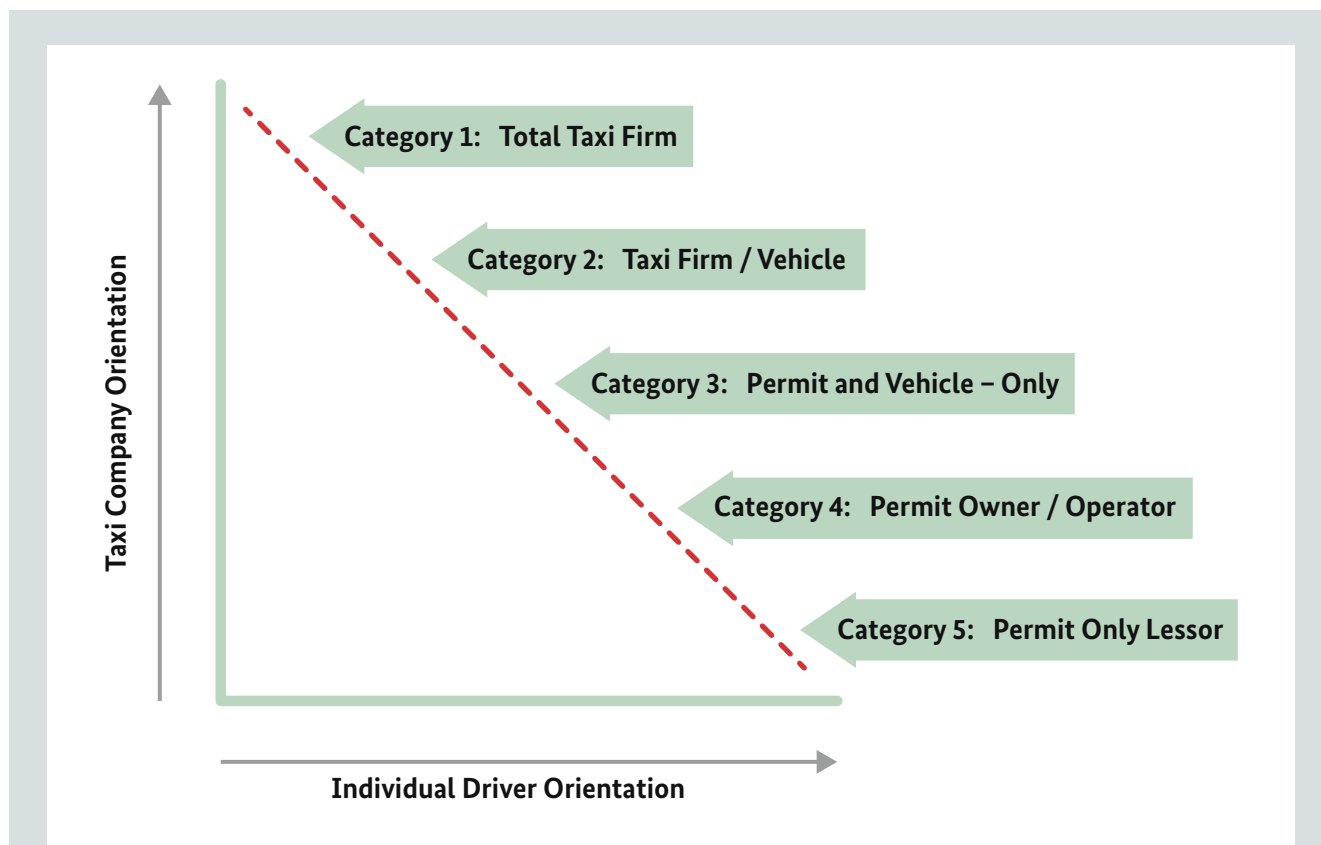 Category 1: Total Taxi Firm
Category 2: Taxi Firm / Vehicle
Category 3: Permit and Vehicle – Only
Category 4: Permit Owner / Operator
Category 5: Permit Only Lessor
Taxi Company Orientation
Individual Driver Orientation